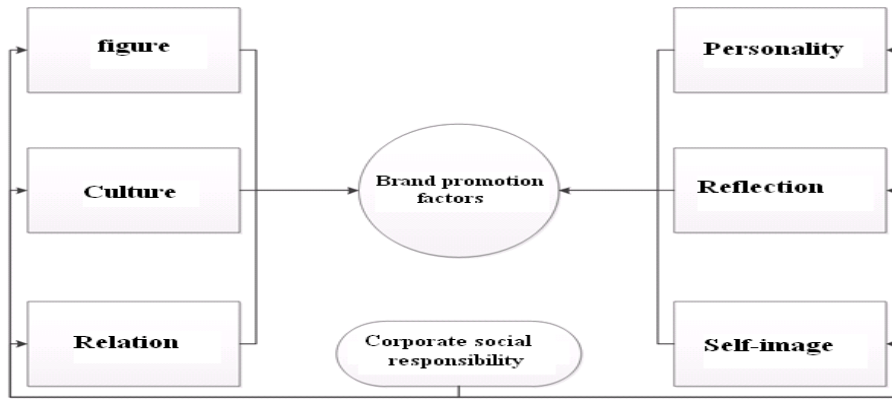 figure
Personality
Culture
Brand promotion
factors
Reflection
Relation
Corporate social
responsibility
Self-image